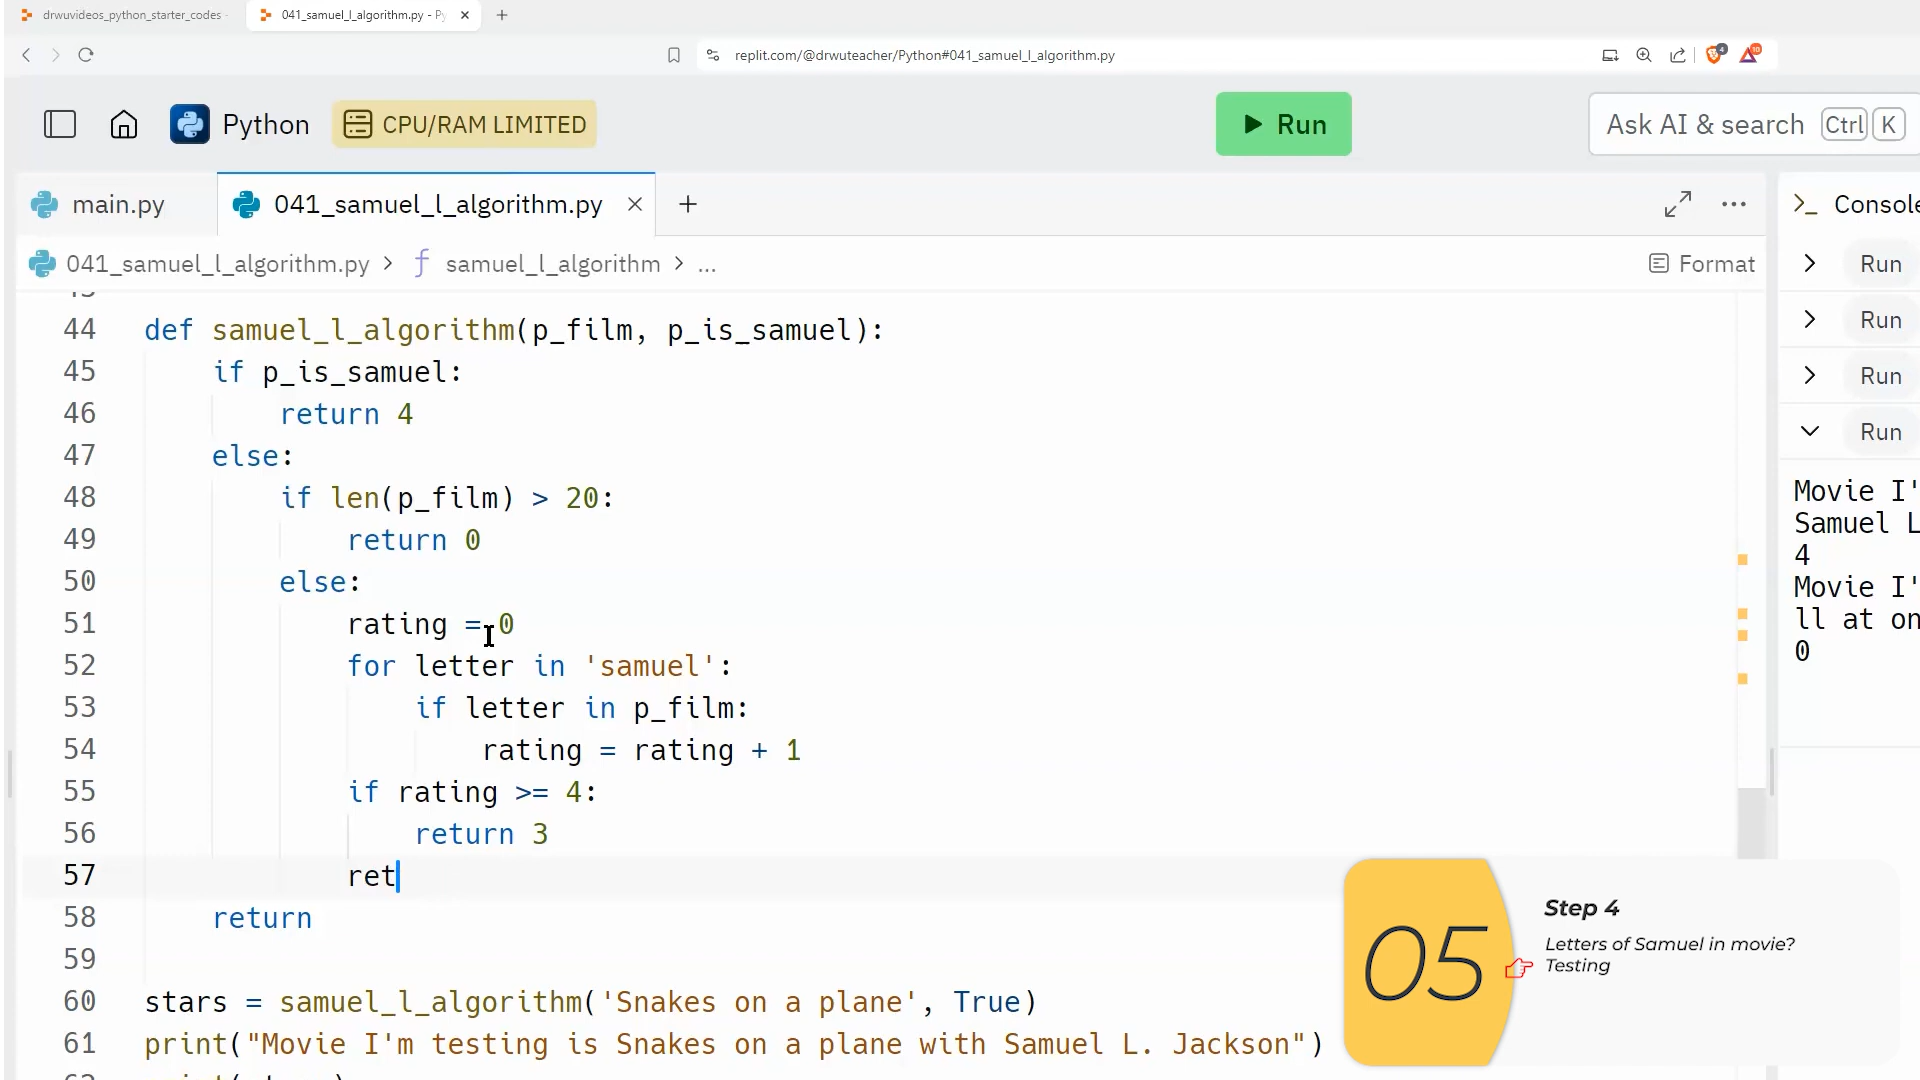 drwuvideos_python_starter_codes
041_samuel_l_algorithm.py - Py
replit.com/@drwuteacher/Python#041_samuel_l_algorithm.py
4
10
Python
CPU/RAM LIMITED
Run
Ask AI & search Ctrl K
main.py
041_samuel_l_algorithm.py
Console
041_samuel_l_algorithm.py > samuel_l_algorithm > ...
Format
Run
Run
Run
Run
44 def samuel_l_algorithm(p_film, p_is_samuel):
45 if p_is_samuel:
46 return 4
47 else:
48 if len(p_film) > 20:
49 return 0
50 else:
51 rating = 0
52 for letter in 'samuel':
53 if letter in p_film:
54 rating = rating + 1
55 if rating >= 4:
56 return 3
57 ret
58 return
59
60 stars = samuel_l_algorithm('Snakes on a plane', True)
61 print("Movie I'm testing is Snakes on a plane with Samuel L. Jackson")
Movie I'
Samuel L
4
Movie I'
ll at on
0
05
Step 4
Letters of Samuel in movie?
Testing